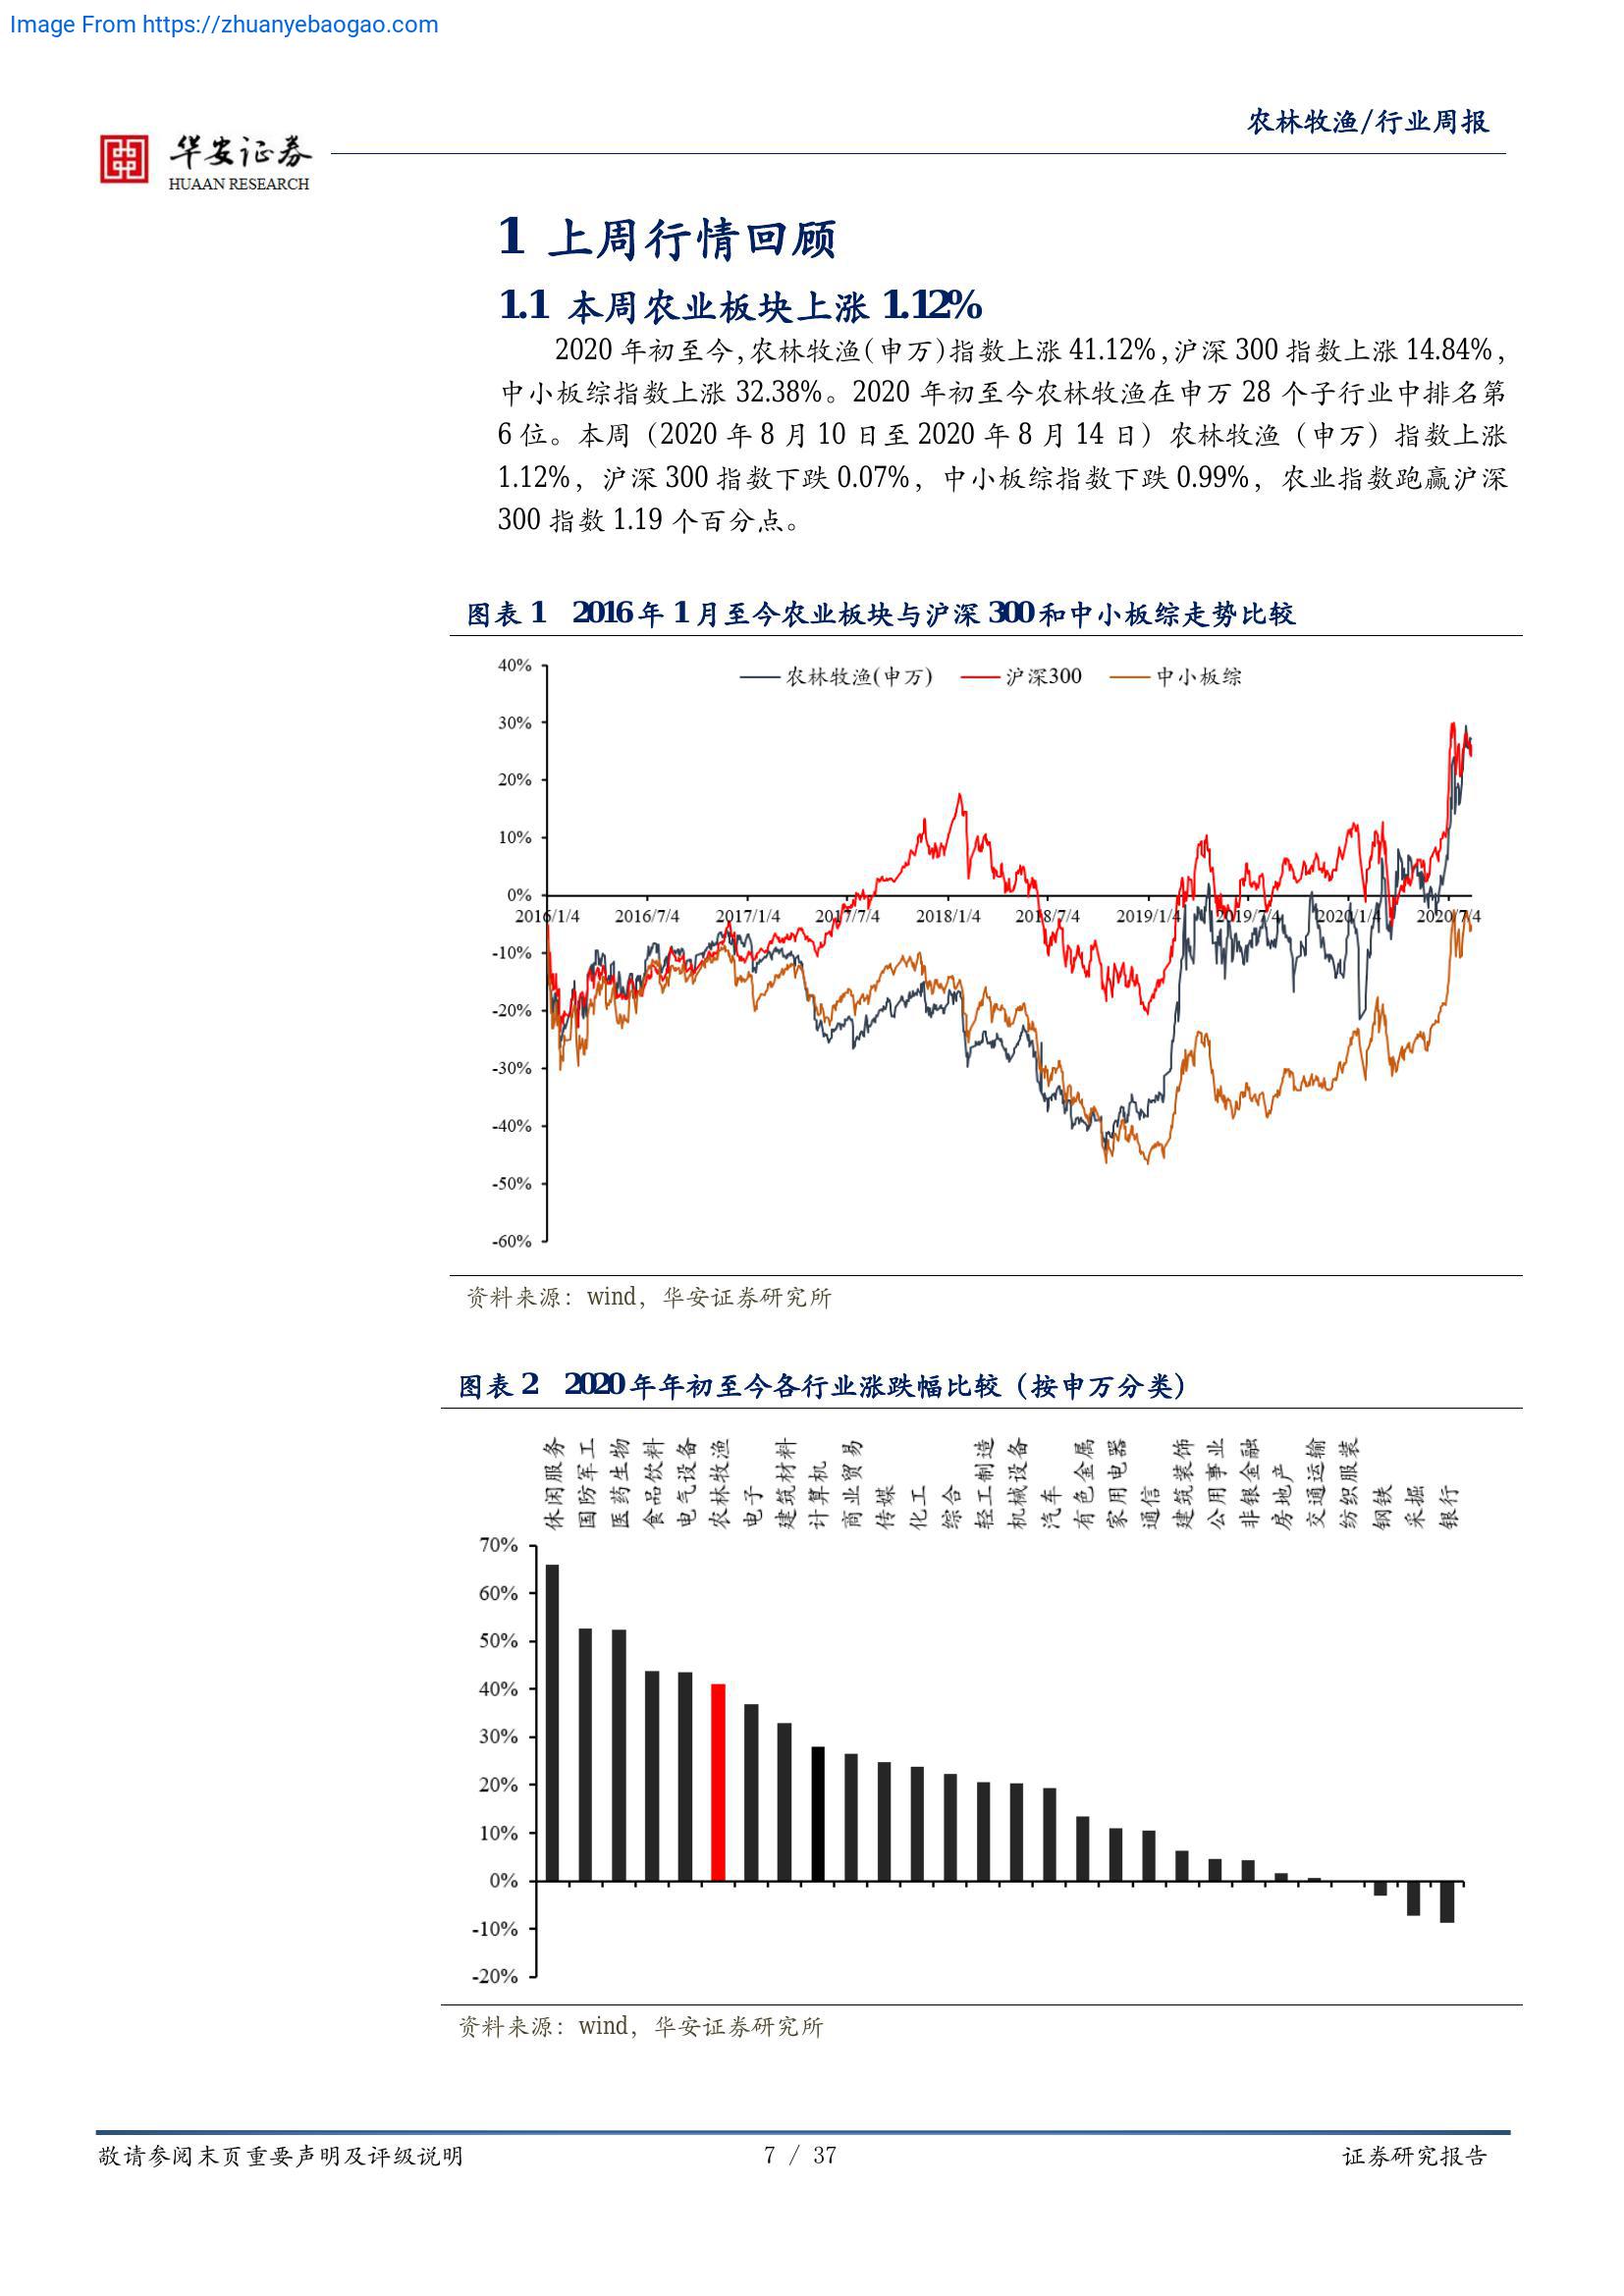 Image From https://zhuanyebaogao.com
农林牧渔/行业周报
华安证券
HUAAN RESEARCH
1 上周行情回顾
1.1 本周农业板块上涨 1.12%
2020 年初至今，农林牧渔（申万）指数上涨 41.12%，沪深 300 指数上涨 14.84%，
中小板综指数上涨 32.38%。2020 年初至今农林牧渔在申万 28 个子行业中排名第
6 位。本周（2020 年 8 月 10 日至 2020 年 8 月 14 日）农林牧渔（申万）指数上涨
1.12%，沪深 300 指数下跌 0.07%，中小板综指数下跌 0.99%，农业指数跑赢沪深
300 指数 1.19 个百分点。
图表 1 2016 年 1 月至今农业板块与沪深 300 和中小板综走势比较
农林牧渔(申万) 沪深300 中小板综
40%
30%
20%
10%
0%
2016/1/4 2016/7/4 2017/1/4 2017/7/4 2018/1/4 2018/7/4 2019/1/4 2019/7/4 2020/1/4 2020/7/4
-10%
-20%
-30%
-40%
-50%
-60%
资料来源：wind，华安证券研究所
图表 2 2020 年年初至今各行业涨跌幅比较（按申万分类）
休闲服务
国防军工
医药生物
食品饮料
电气设备
农林牧渔
电子
建筑材料
计算机
商业贸易
传媒
化工
综合
轻工制造
机械设备
汽车
有色金属
家用电器
通信
建筑装饰
公用事业
非银金融
房地产
交通运输
纺织服装
钢铁
采掘
银行
70%
60%
50%
40%
30%
20%
10%
0%
-10%
-20%
资料来源：wind，华安证券研究所
敬请参阅末页重要声明及评级说明
7 / 37
证券研究报告